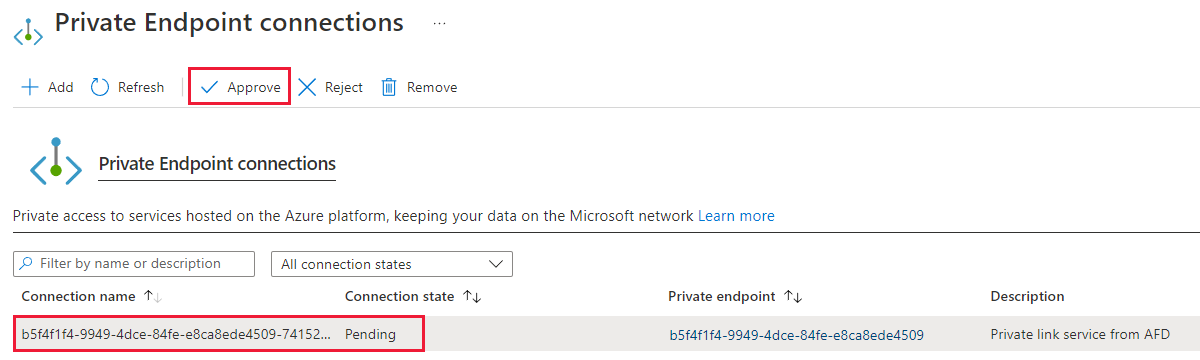 Private Endpoint connections ...
Add Refresh Approve Reject Remove
Private Endpoint connections
Private access to services hosted on the Azure platform, keeping your data on the Microsoft network Learn more
Filter by name or description All connection states
Connection name ↑↓ Connection state ↑↓ Private endpoint ↑↓ Description
b5f4f1f4-9949-4dce-84fe-e8ca8ede4509-74152... Pending b5f4f1f4-9949-4dce-84fe-e8ca8ede4509 Private link service from AFD